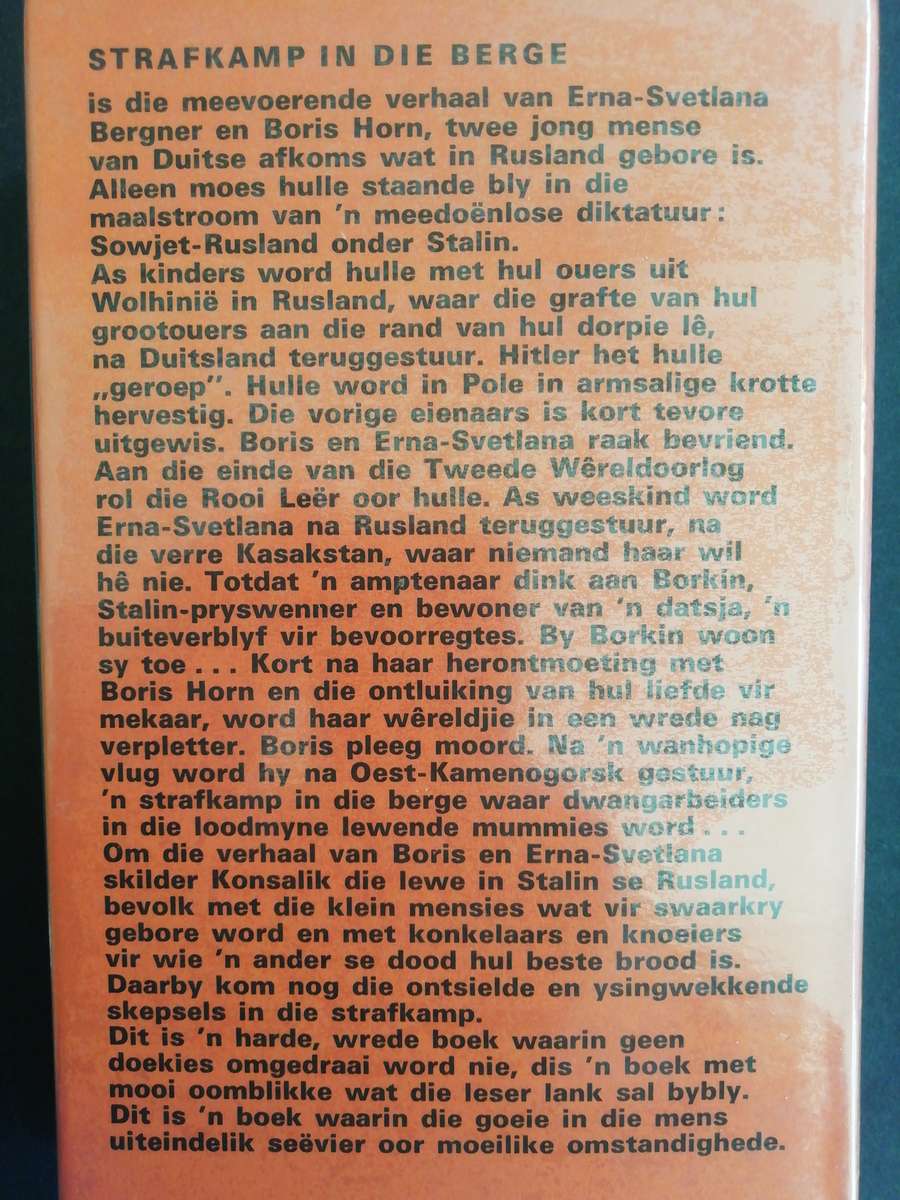 STRAFKAMP IN DIE BERGE
is die meevoerende verhaal van Erna-Svetlana
Bergner en Boris Horn, twee jong mense
van Duitse afkoms wat in Rusland gebore is.
Alleen moes hulle staande bly in die
maalstroom van 'n meedoënlose diktatuur:
Sowjet-Rusland onder Stalin.
As kinders word hulle met hul ouers uit
Wolhinië in Rusland, waar die grafte van hul
grootouers aan die rand van hul dorpie lê,
na Duitsland teruggestuur. Hitler het hulle
„geroep”. Hulle word in Pole in armsalige krotte
hervestig. Die vorige eienaars is kort tevore
uitgewis. Boris en Erna-Svetlana raak bevriend.
Aan die einde van die Tweede Wêreldoorlog
rol die Rooi Leër oor hulle. As weeskind word
Erna-Svetlana na Rusland teruggestuur, na
die verre Kasakstan, waar niemand haar wil
hê nie. Totdat 'n amptenaar dink aan Borkin,
Stalin-pryswenner en bewoner van 'n datsja, 'n
buiteverblyf vir bevoorregtes. By Borkin woon
sy toe . . . Kort na haar herontmoeting met
Boris Horn en die ontluiking van hul liefde vir
mekaar, word haar wêreldjie in een wrede nag
verpletter. Boris pleeg moord. Na 'n wanhopige
vlug word hy na Oest-Kamenogorsk gestuur,
'n strafkamp in die berge waar dwangarbeiders
in die loodmyne lewende mummies word . . .
Om die verhaal van Boris en Erna-Svetlana
skilder Konsalik die lewe in Stalin se Rusland,
bevolk met die klein mensies wat vir swaarkry
gebore word en met konkelaars en knoeiers
vir wie 'n ander se dood hul beste brood is.
Daarby kom nog die ontsielde en ysingwekkende
skepsels in die strafkamp.
Dit is 'n harde, wrede boek waarin geen
doekies omgedraai word nie, dis 'n boek met
mooi oomblikke wat die leser lank sal bybly.
Dit is 'n boek waarin die goeie in die mens
uiteindelik seëvier oor moeilike omstandighede.